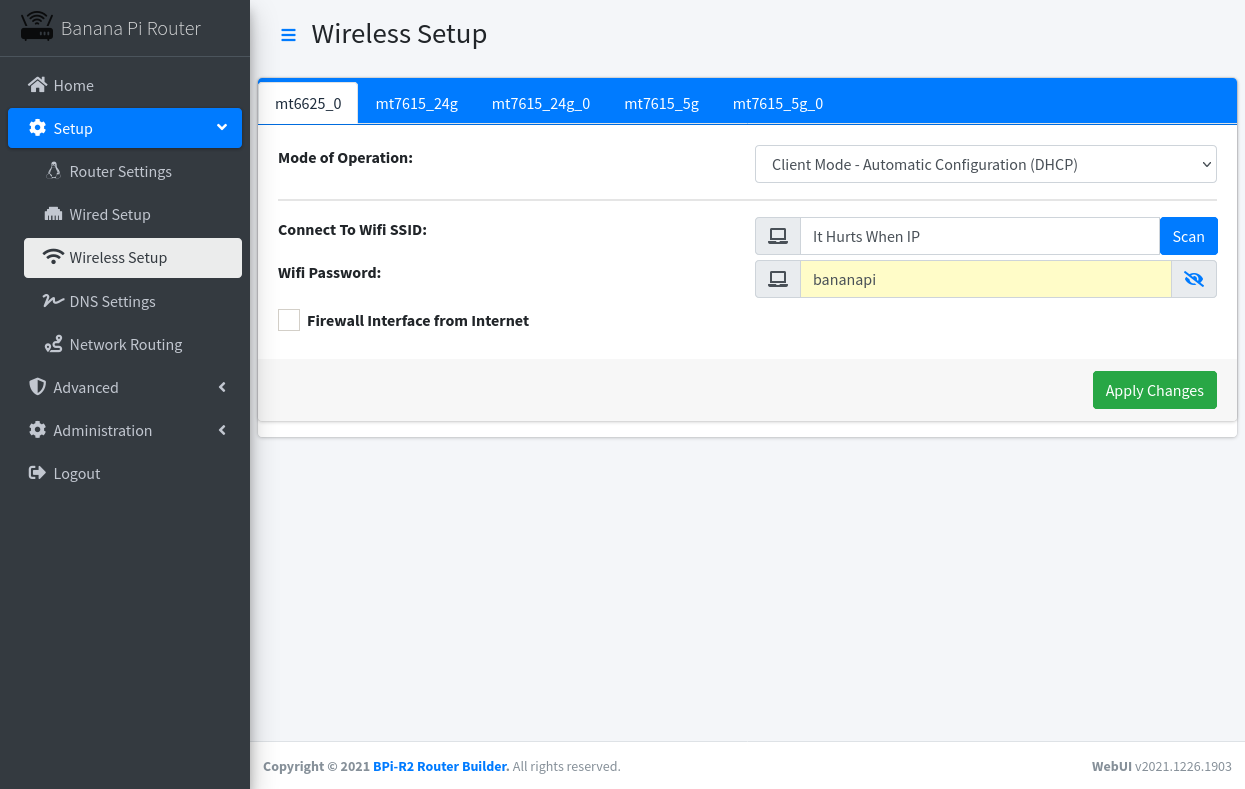 Banana Pi Router
Wireless Setup
Home
Setup
Router Settings
Wired Setup
Wireless Setup
DNS Settings
Network Routing
Advanced
Administration
Logout
mt6625_0 mt7615_24g mt7615_24g_0 mt7615_5g mt7615_5g_0
Mode of Operation: Client Mode - Automatic Configuration (DHCP)
Connect To Wifi SSID: It Hurts When IP Scan
Wifi Password: bananapi
Firewall Interface from Internet
Apply Changes
Copyright © 2021 BPi-R2 Router Builder. All rights reserved. WebUI v2021.1226.1903